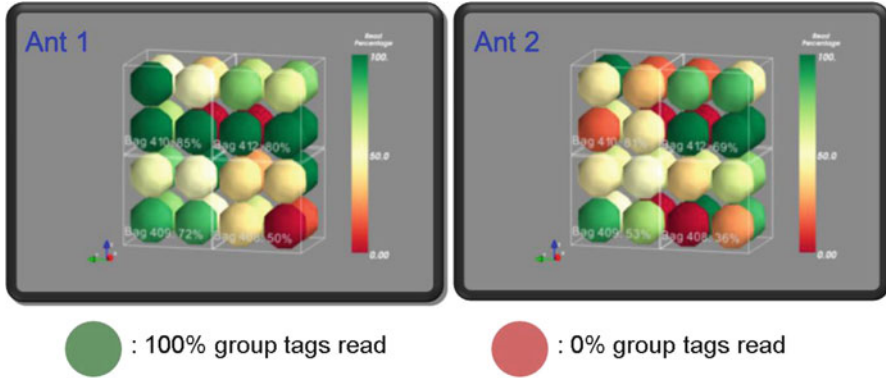 Ant 1
Read
Percentage
100.
50.0
0.00
Bag 410: 85%
Bag 412: 80%
Bag 409: 72%
50%
Ant 2
Read
Percentage
100.
50.0
0.00
Bag 410: 61%
Bag 412: 69%
Bag 409: 53%
Bag 408: 36%
: 100% group tags read
: 0% group tags read